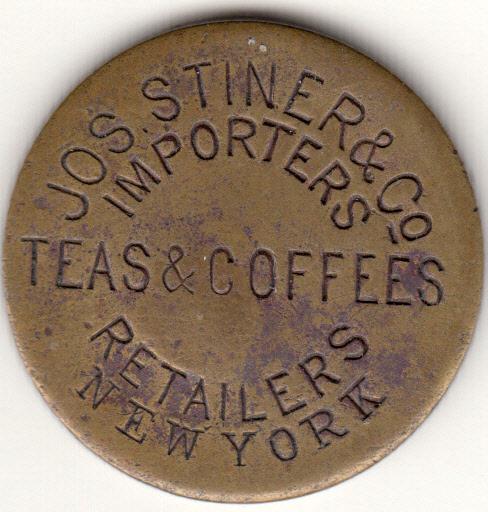 JOS. STINER & Co
IMPORTERS
TEAS & COFFEES
RETAILERS
NEW YORK